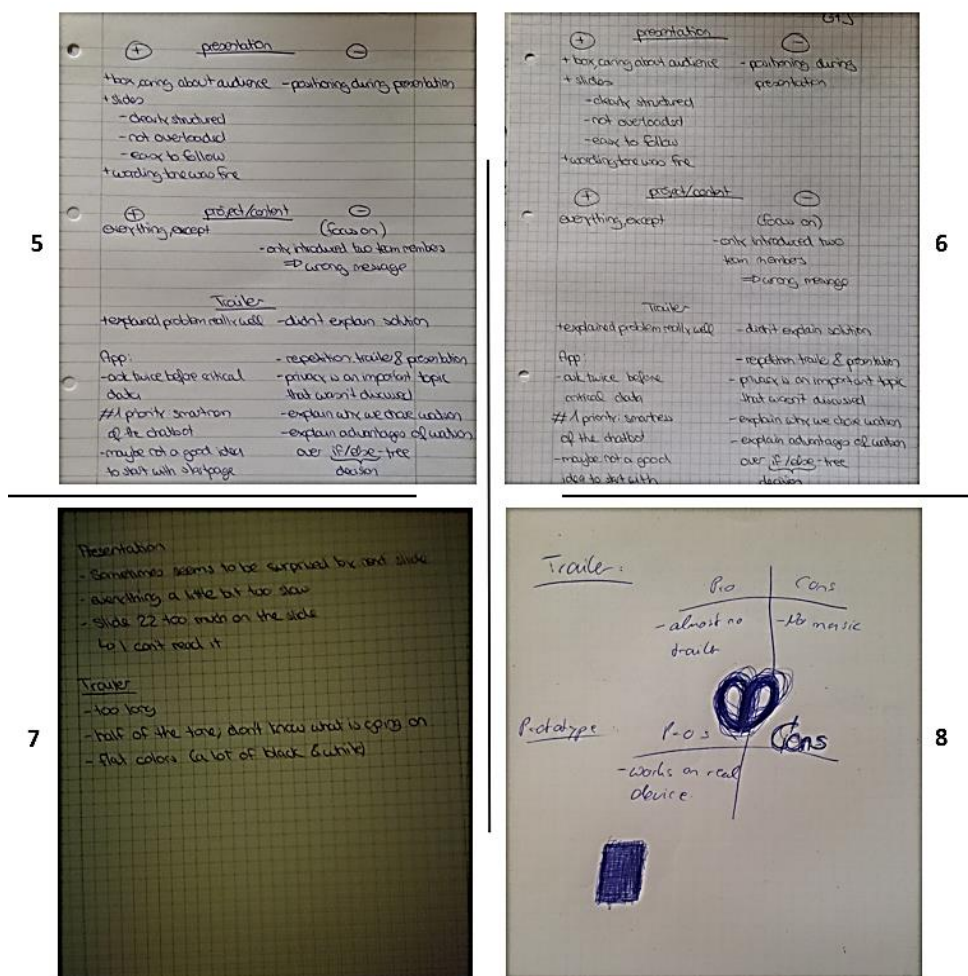 5
⊕ presentation ⊖
+ box, caring about audience - positioning during presentation
+ slides
- clearly structured
- not overloaded
- easy to follow
+ wording tone was fine
⊕ project/content ⊖
everything, except (focus on)
- only introduced two team members
⇒ wrong message
Trailer
+ explained problem really well - didn't explain solution
App: - repetition trailer & presentation
- ask twice before critical - privacy is an important topic
data that wasn't discussed
#1 priority smartness - explain why we chose
of the chatbot - explain advantages of
- maybe not a good idea over if/else-tree
to start with startpage decision
6
⊕ presentation ⊖
+ box, caring about audience - positioning during
+ slides presentation
- clearly structured
- not overloaded
- easy to follow
+ wording tone was fine
⊕ project/content ⊖
everything, except (focus on)
- only introduced two
team members
⇒ wrong message
Trailer
+ explained problem really well - didn't explain solution
App: - repetition trailer & presentation
- ask twice before - privacy is an important topic
critical data that wasn't discussed
#1 priority: smartness - explain why we chose
of the chatbot - explain advantages of
- maybe not a good over if/else-tree
idea to start with decision
7
Presentation
- Sometimes seems to be surprised by next slide
- everything a little bit too slow
- slide 22 too much on the slide
↳ I can't read it
Trailer
- too long
- half of the time, don't know what is going on
- flat colors (a lot of black & white)
8
Trailer:
Pro Cons
- almost no - No music
trailer
Prototype: Pros Cons
- works on real
device